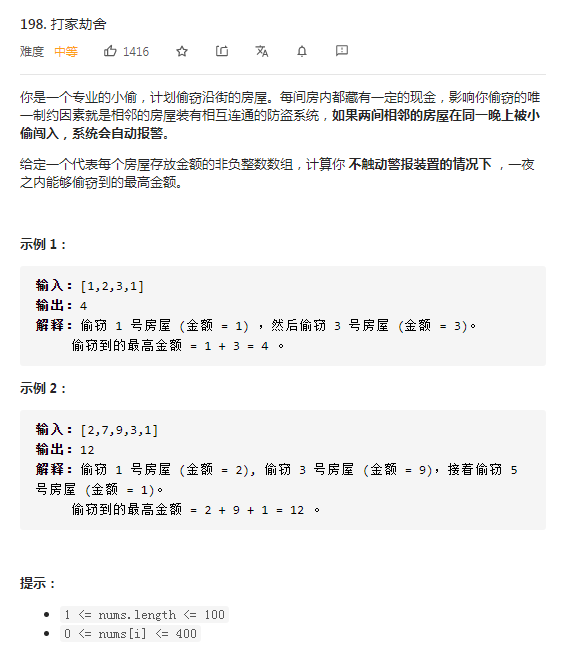 198. 打家劫舍
难度 中等 1416
你是一个专业的小偷，计划偷窃沿街的房屋。每间房内都藏有一定的现金，影响你偷窃的唯
一制约因素就是相邻的房屋装有相互连通的防盗系统，如果两间相邻的房屋在同一晚上被小
偷闯入，系统会自动报警。
给定一个代表每个房屋存放金额的非负整数数组，计算你 不触动警报装置的情况下 ，一夜
之内能够偷窃到的最高金额。
示例 1：
输入：[1,2,3,1]
输出：4
解释：偷窃 1 号房屋 (金额 = 1) ，然后偷窃 3 号房屋 (金额 = 3)。
偷窃到的最高金额 = 1 + 3 = 4 。
示例 2：
输入：[2,7,9,3,1]
输出：12
解释：偷窃 1 号房屋 (金额 = 2), 偷窃 3 号房屋 (金额 = 9)，接着偷窃 5
号房屋 (金额 = 1)。
偷窃到的最高金额 = 2 + 9 + 1 = 12 。
提示：
1 <= nums.length <= 100
0 <= nums[i] <= 400